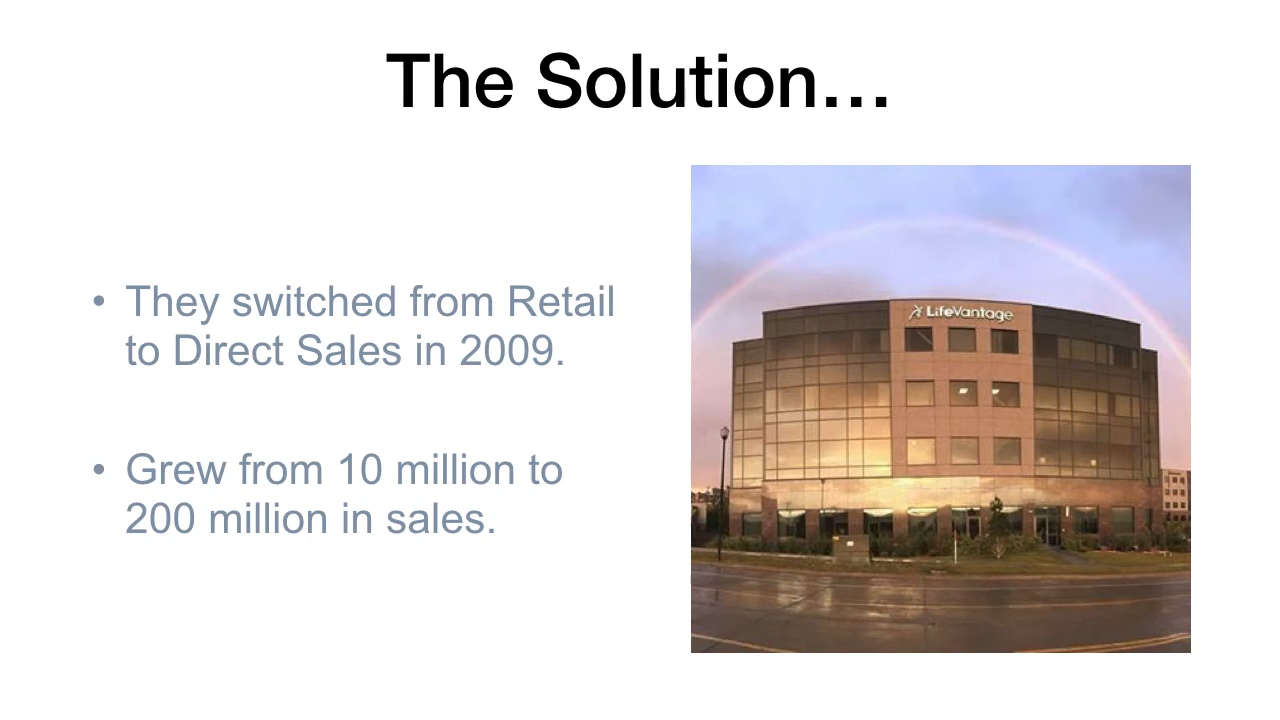 The Solution…
• They switched from Retail
to Direct Sales in 2009.
• Grew from 10 million to
200 million in sales.
LifeVantage